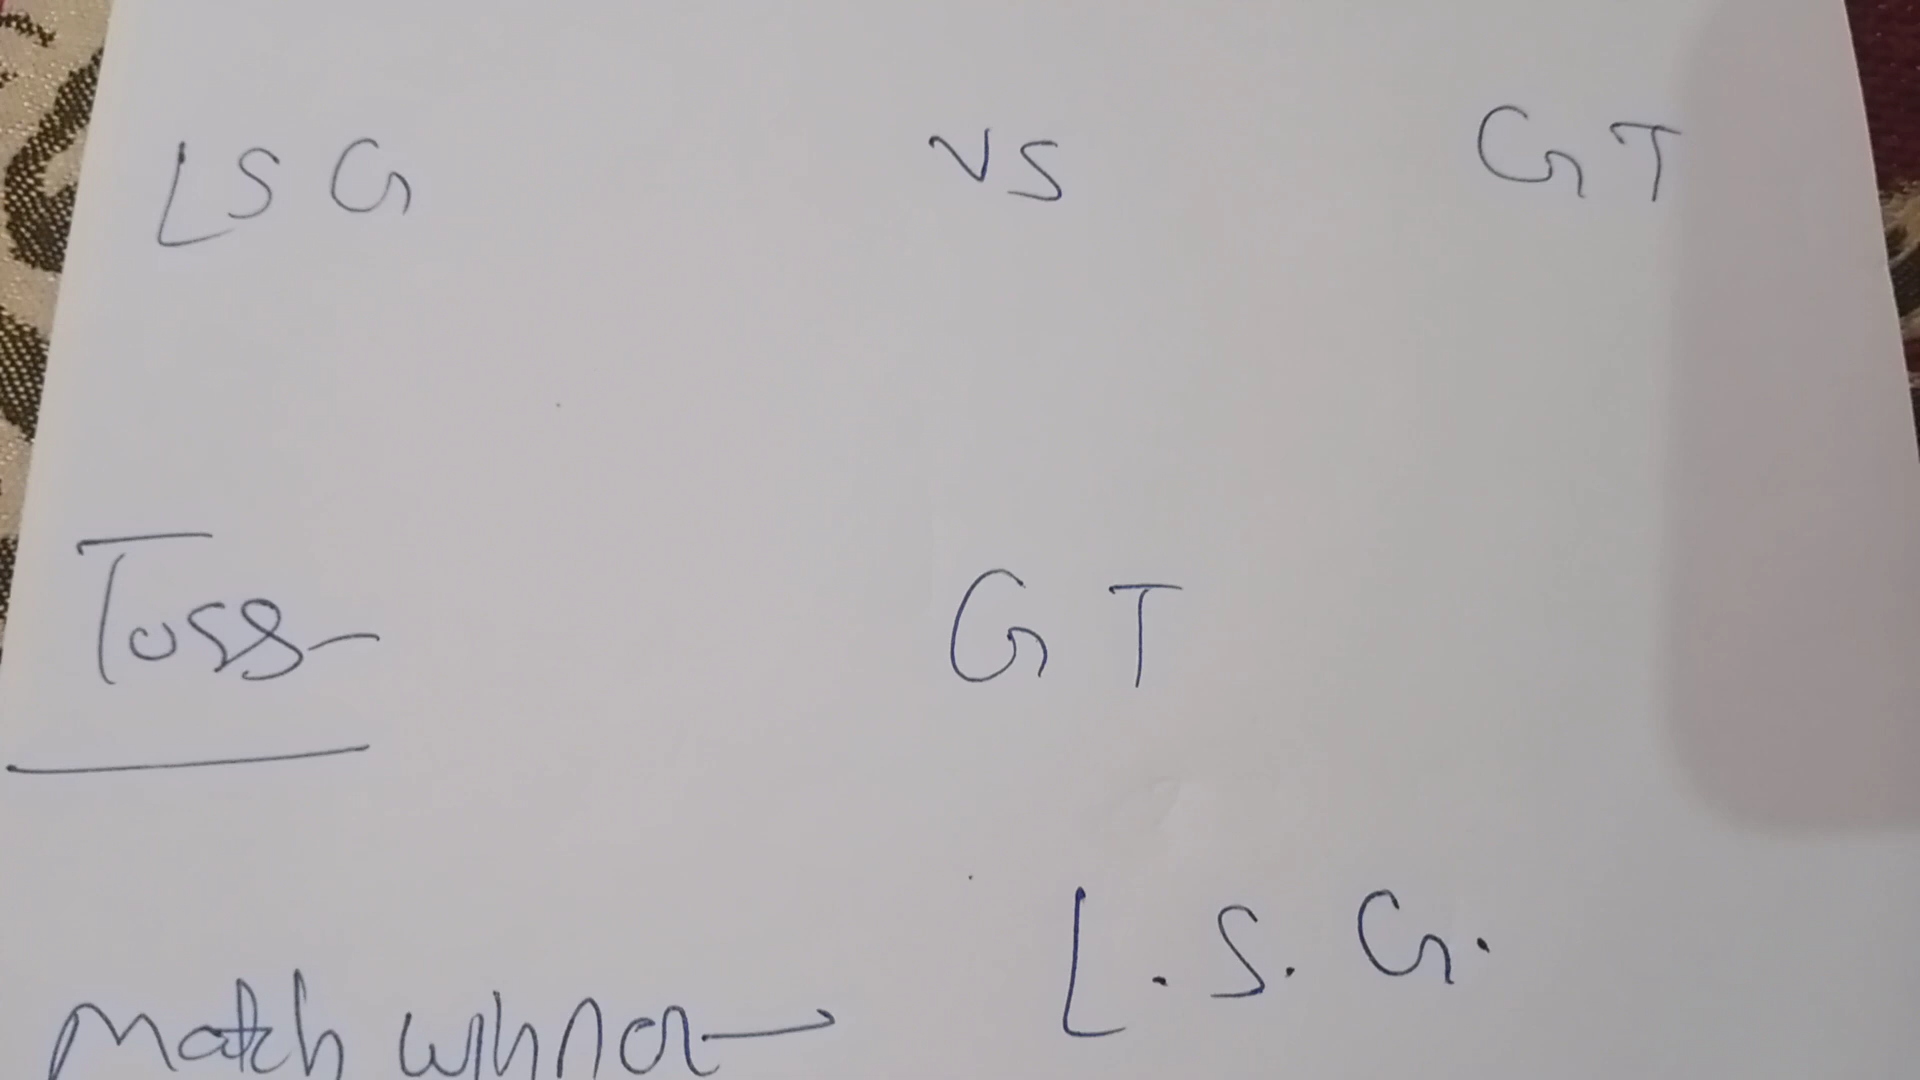 LSG vs GT
Toss- GT
L.S.G.
Match winner→